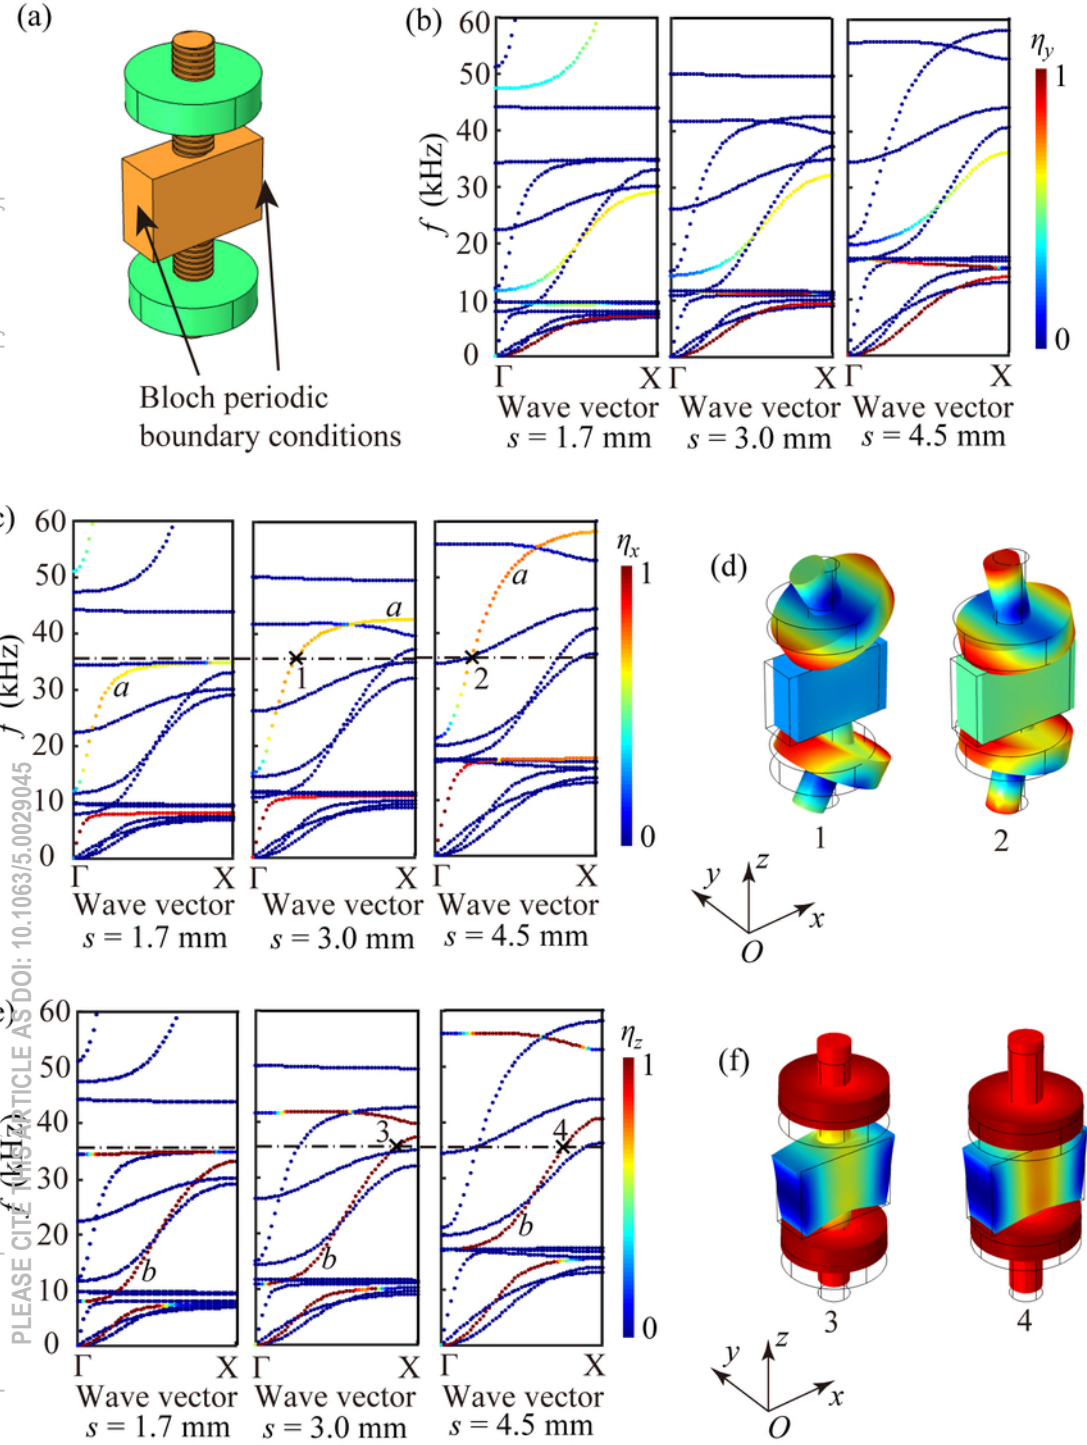 (a)
Bloch periodic
boundary conditions
(b)
60
50
40
30
20
10
0
f (kHz)
Γ X Γ X Γ X
Wave vector Wave vector Wave vector
s = 1.7 mm s = 3.0 mm s = 4.5 mm
ηy
1
0
c)
60
50
40
30
20
10
0
f (kHz)
a
a
a
1
2
Γ X Γ X Γ X
Wave vector Wave vector Wave vector
s = 1.7 mm s = 3.0 mm s = 4.5 mm
ηx
1
0
(d)
1 2
y z
x
O
e)
60
50
40
30
20
10
0
f (kHz)
3
4
b
b
b
Γ X Γ X Γ X
Wave vector Wave vector Wave vector
s = 1.7 mm s = 3.0 mm s = 4.5 mm
ηz
1
0
(f)
3 4
y z
x
O
PLEASE CITE THIS ARTICLE AS DOI: 10.1063/5.0029045